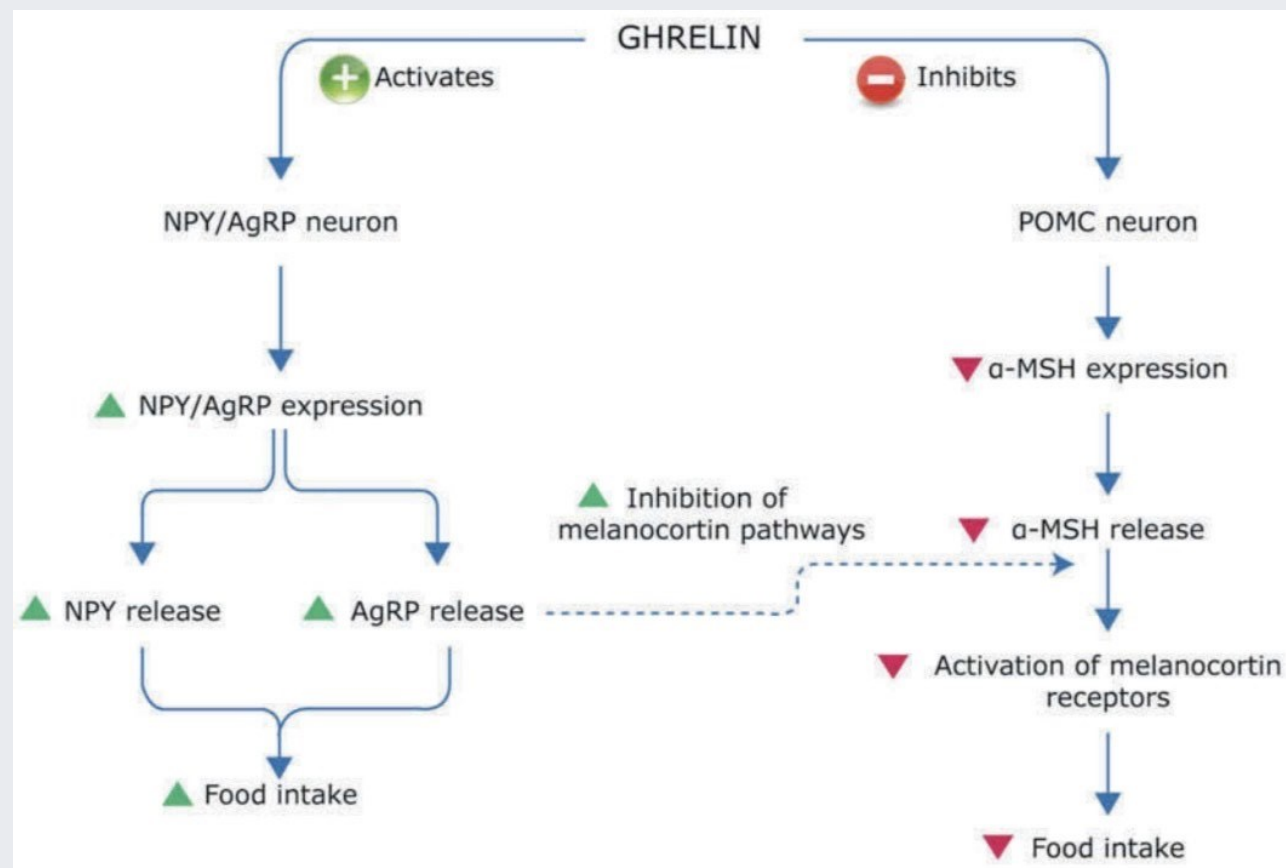 GHRELIN
Activates
Inhibits
NPY/AgRP neuron
POMC neuron
α-MSH expression
NPY/AgRP expression
Inhibition of
melanocortin pathways
α-MSH release
NPY release
AgRP release
Activation of melanocortin
receptors
Food intake
Food intake